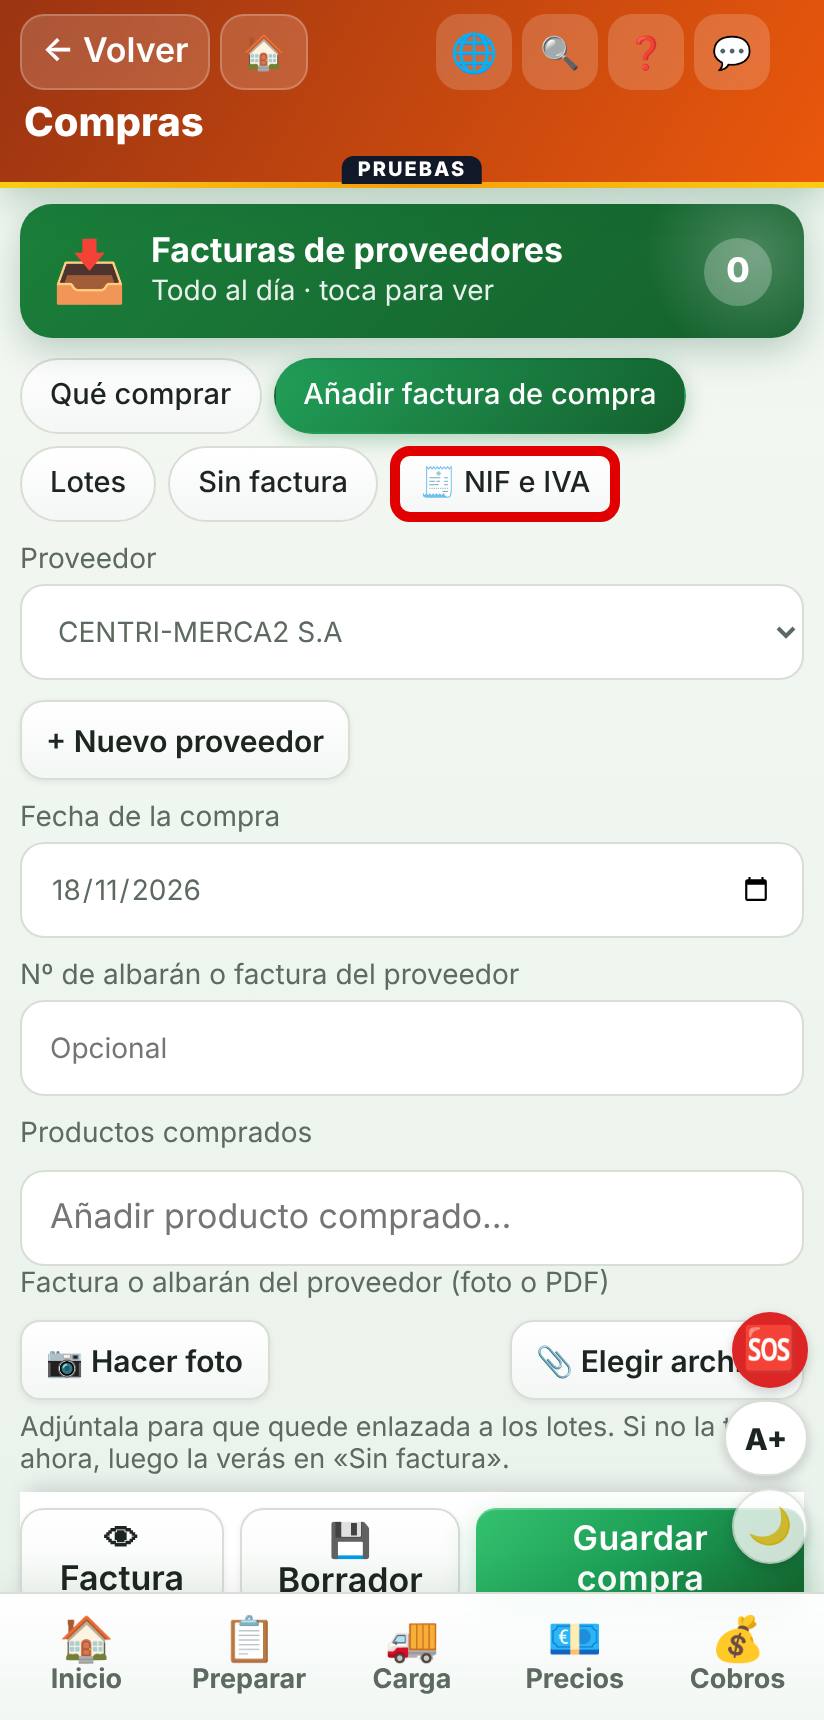 ← Volver
Compras
PRUEBAS
Facturas de proveedores
Todo al día · toca para ver
0
Qué comprar
Añadir factura de compra
Lotes
Sin factura
NIF e IVA
Proveedor
CENTRI-MERCA2 S.A
+ Nuevo proveedor
Fecha de la compra
18/11/2026
Nº de albarán o factura del proveedor
Opcional
Productos comprados
Añadir producto comprado...
Factura o albarán del proveedor (foto o PDF)
Hacer foto
Elegir arch
SOS
Adjúntala para que quede enlazada a los lotes. Si no la
A+
ahora, luego la verás en «Sin factura».
Factura
Borrador
Guardar
compra
Inicio
Preparar
Carga
Precios
Cobros